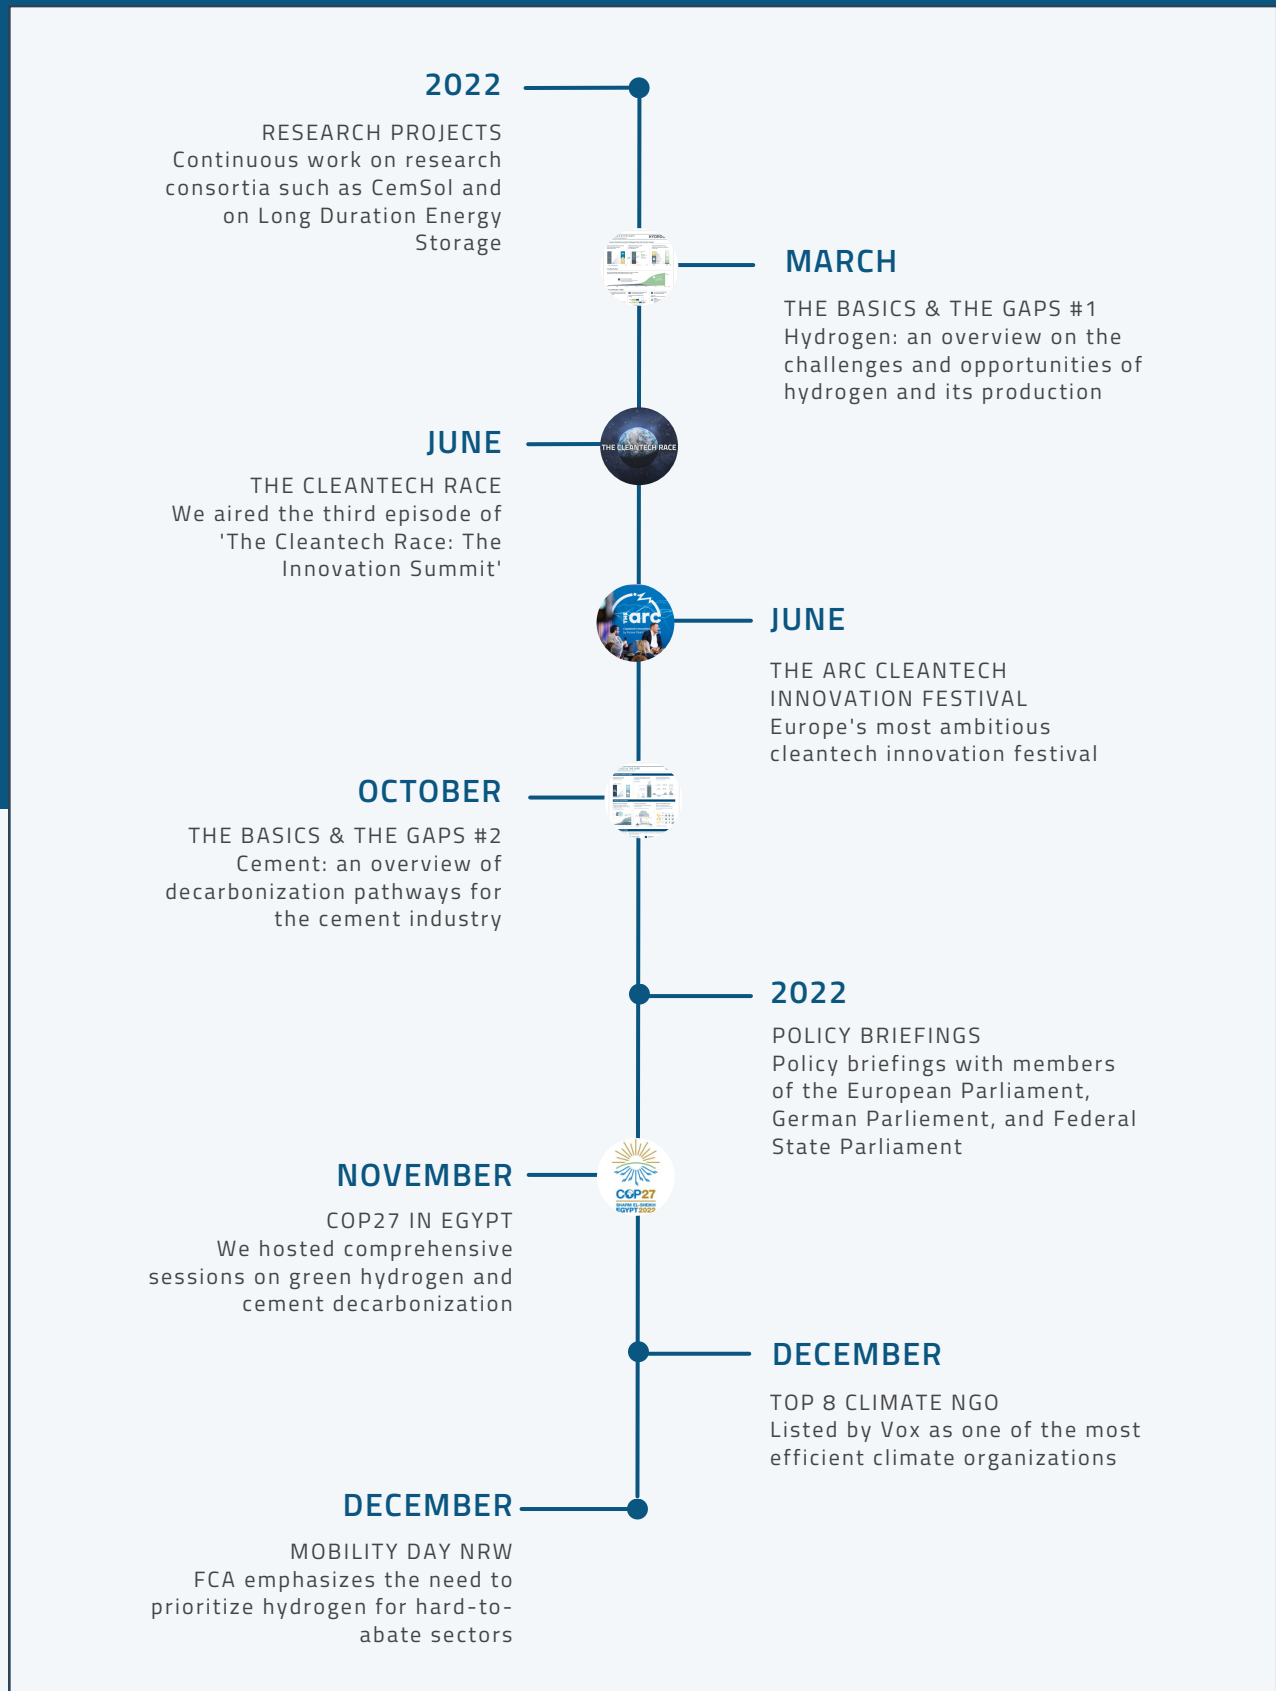 2022
RESEARCH PROJECTS
Continuous work on research
consortia such as CemSol and
on Long Duration Energy
Storage
MARCH
THE BASICS & THE GAPS #1
Hydrogen: an overview on the
challenges and opportunities of
hydrogen and its production
JUNE
THE CLEANTECH RACE
We aired the third episode of
'The Cleantech Race: The
Innovation Summit'
THE CLEANTECH RACE
JUNE
THE ARC CLEANTECH
INNOVATION FESTIVAL
Europe's most ambitious
cleantech innovation festival
THE arc
OCTOBER
THE BASICS & THE GAPS #2
Cement: an overview of
decarbonization pathways for
the cement industry
2022
POLICY BRIEFINGS
Policy briefings with members
of the European Parliament,
German Parliement, and Federal
State Parliament
NOVEMBER
COP27 IN EGYPT
We hosted comprehensive
sessions on green hydrogen and
cement decarbonization
COP27
SHARM EL-SHEIKH
EGYPT2022
DECEMBER
TOP 8 CLIMATE NGO
Listed by Vox as one of the most
efficient climate organizations
DECEMBER
MOBILITY DAY NRW
FCA emphasizes the need to
prioritize hydrogen for hard-to-
abate sectors